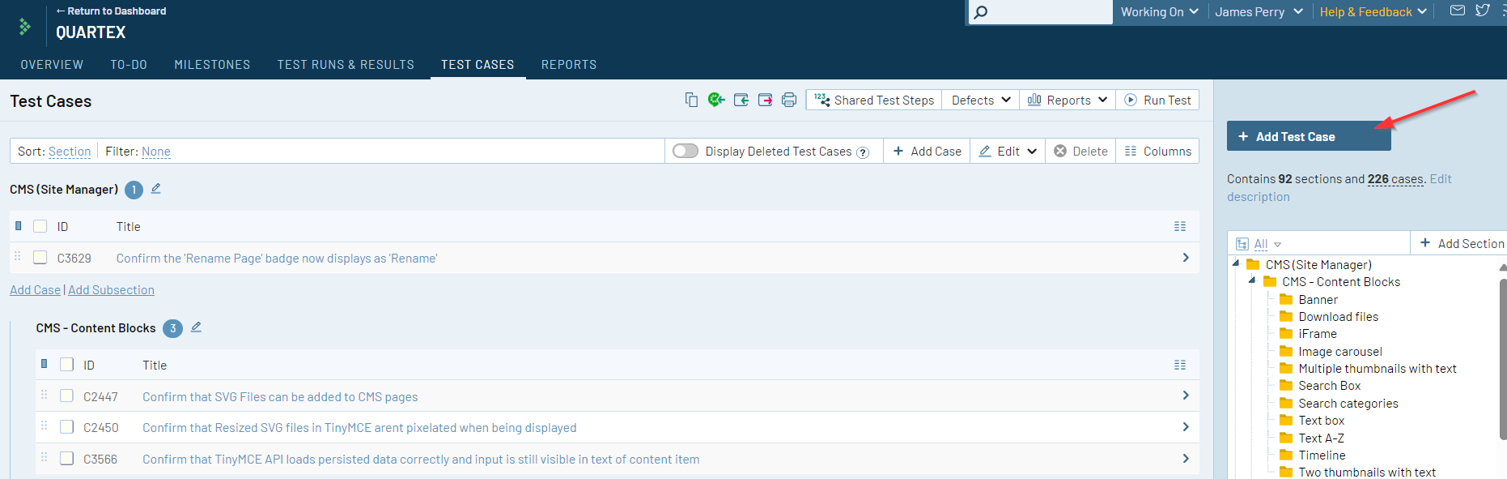 ← Return to Dashboard
QUARTEX
Working On
James Perry
Help & Feedback
OVERVIEW TO-DO MILESTONES TEST RUNS & RESULTS TEST CASES REPORTS
Test Cases
123 Shared Test Steps Defects Reports Run Test
+ Add Test Case
Sort: Section Filter: None
Display Deleted Test Cases ? + Add Case Edit Delete Columns
Contains 92 sections and 226 cases. Edit
description
CMS (Site Manager) 1
ID Title
C3629 Confirm the 'Rename Page' badge now displays as 'Rename'
Add Case | Add Subsection
CMS - Content Blocks 3
ID Title
C2447 Confirm that SVG Files can be added to CMS pages
C2450 Confirm that Resized SVG files in TinyMCE arent pixelated when being displayed
C3566 Confirm that TinyMCE API loads persisted data correctly and input is still visible in text of content item
All + Add Section
CMS (Site Manager)
CMS - Content Blocks
Banner
Download files
iFrame
Image carousel
Multiple thumbnails with text
Search Box
Search categories
Text box
Text A-Z
Timeline
Two thumbnails with text